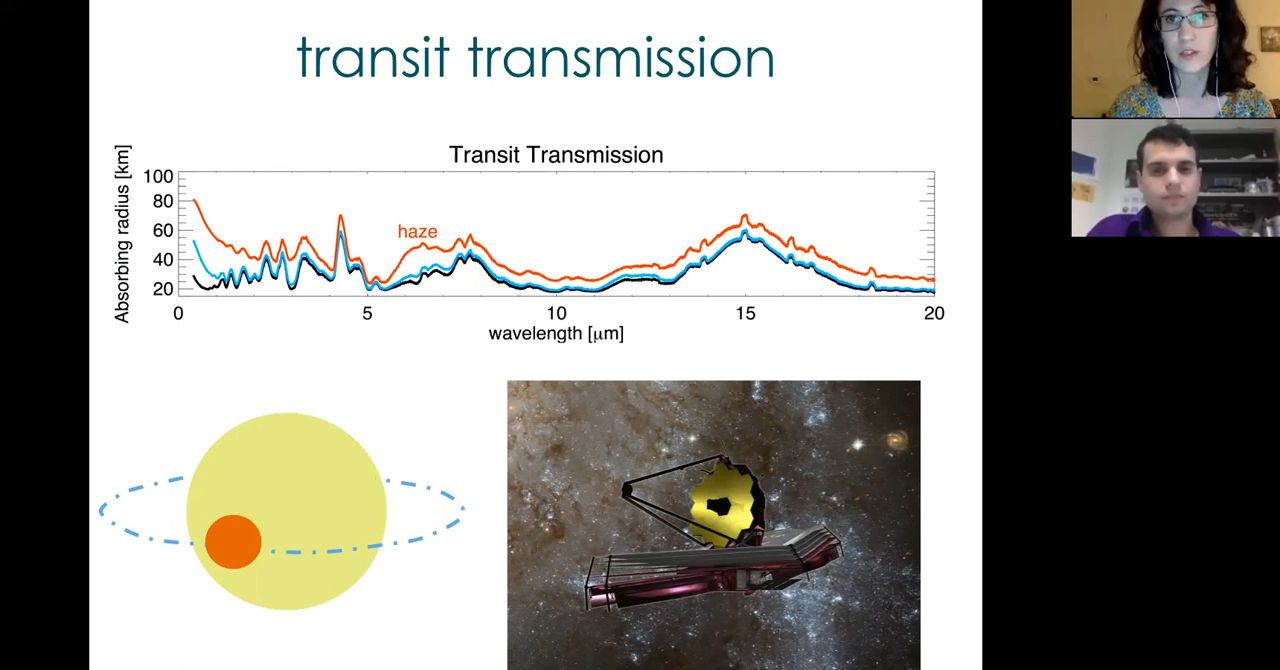 transit transmission
Transit Transmission
Absorbing radius [km]
100
80
60
40
20
haze
0 5 10 15 20
wavelength [μm]